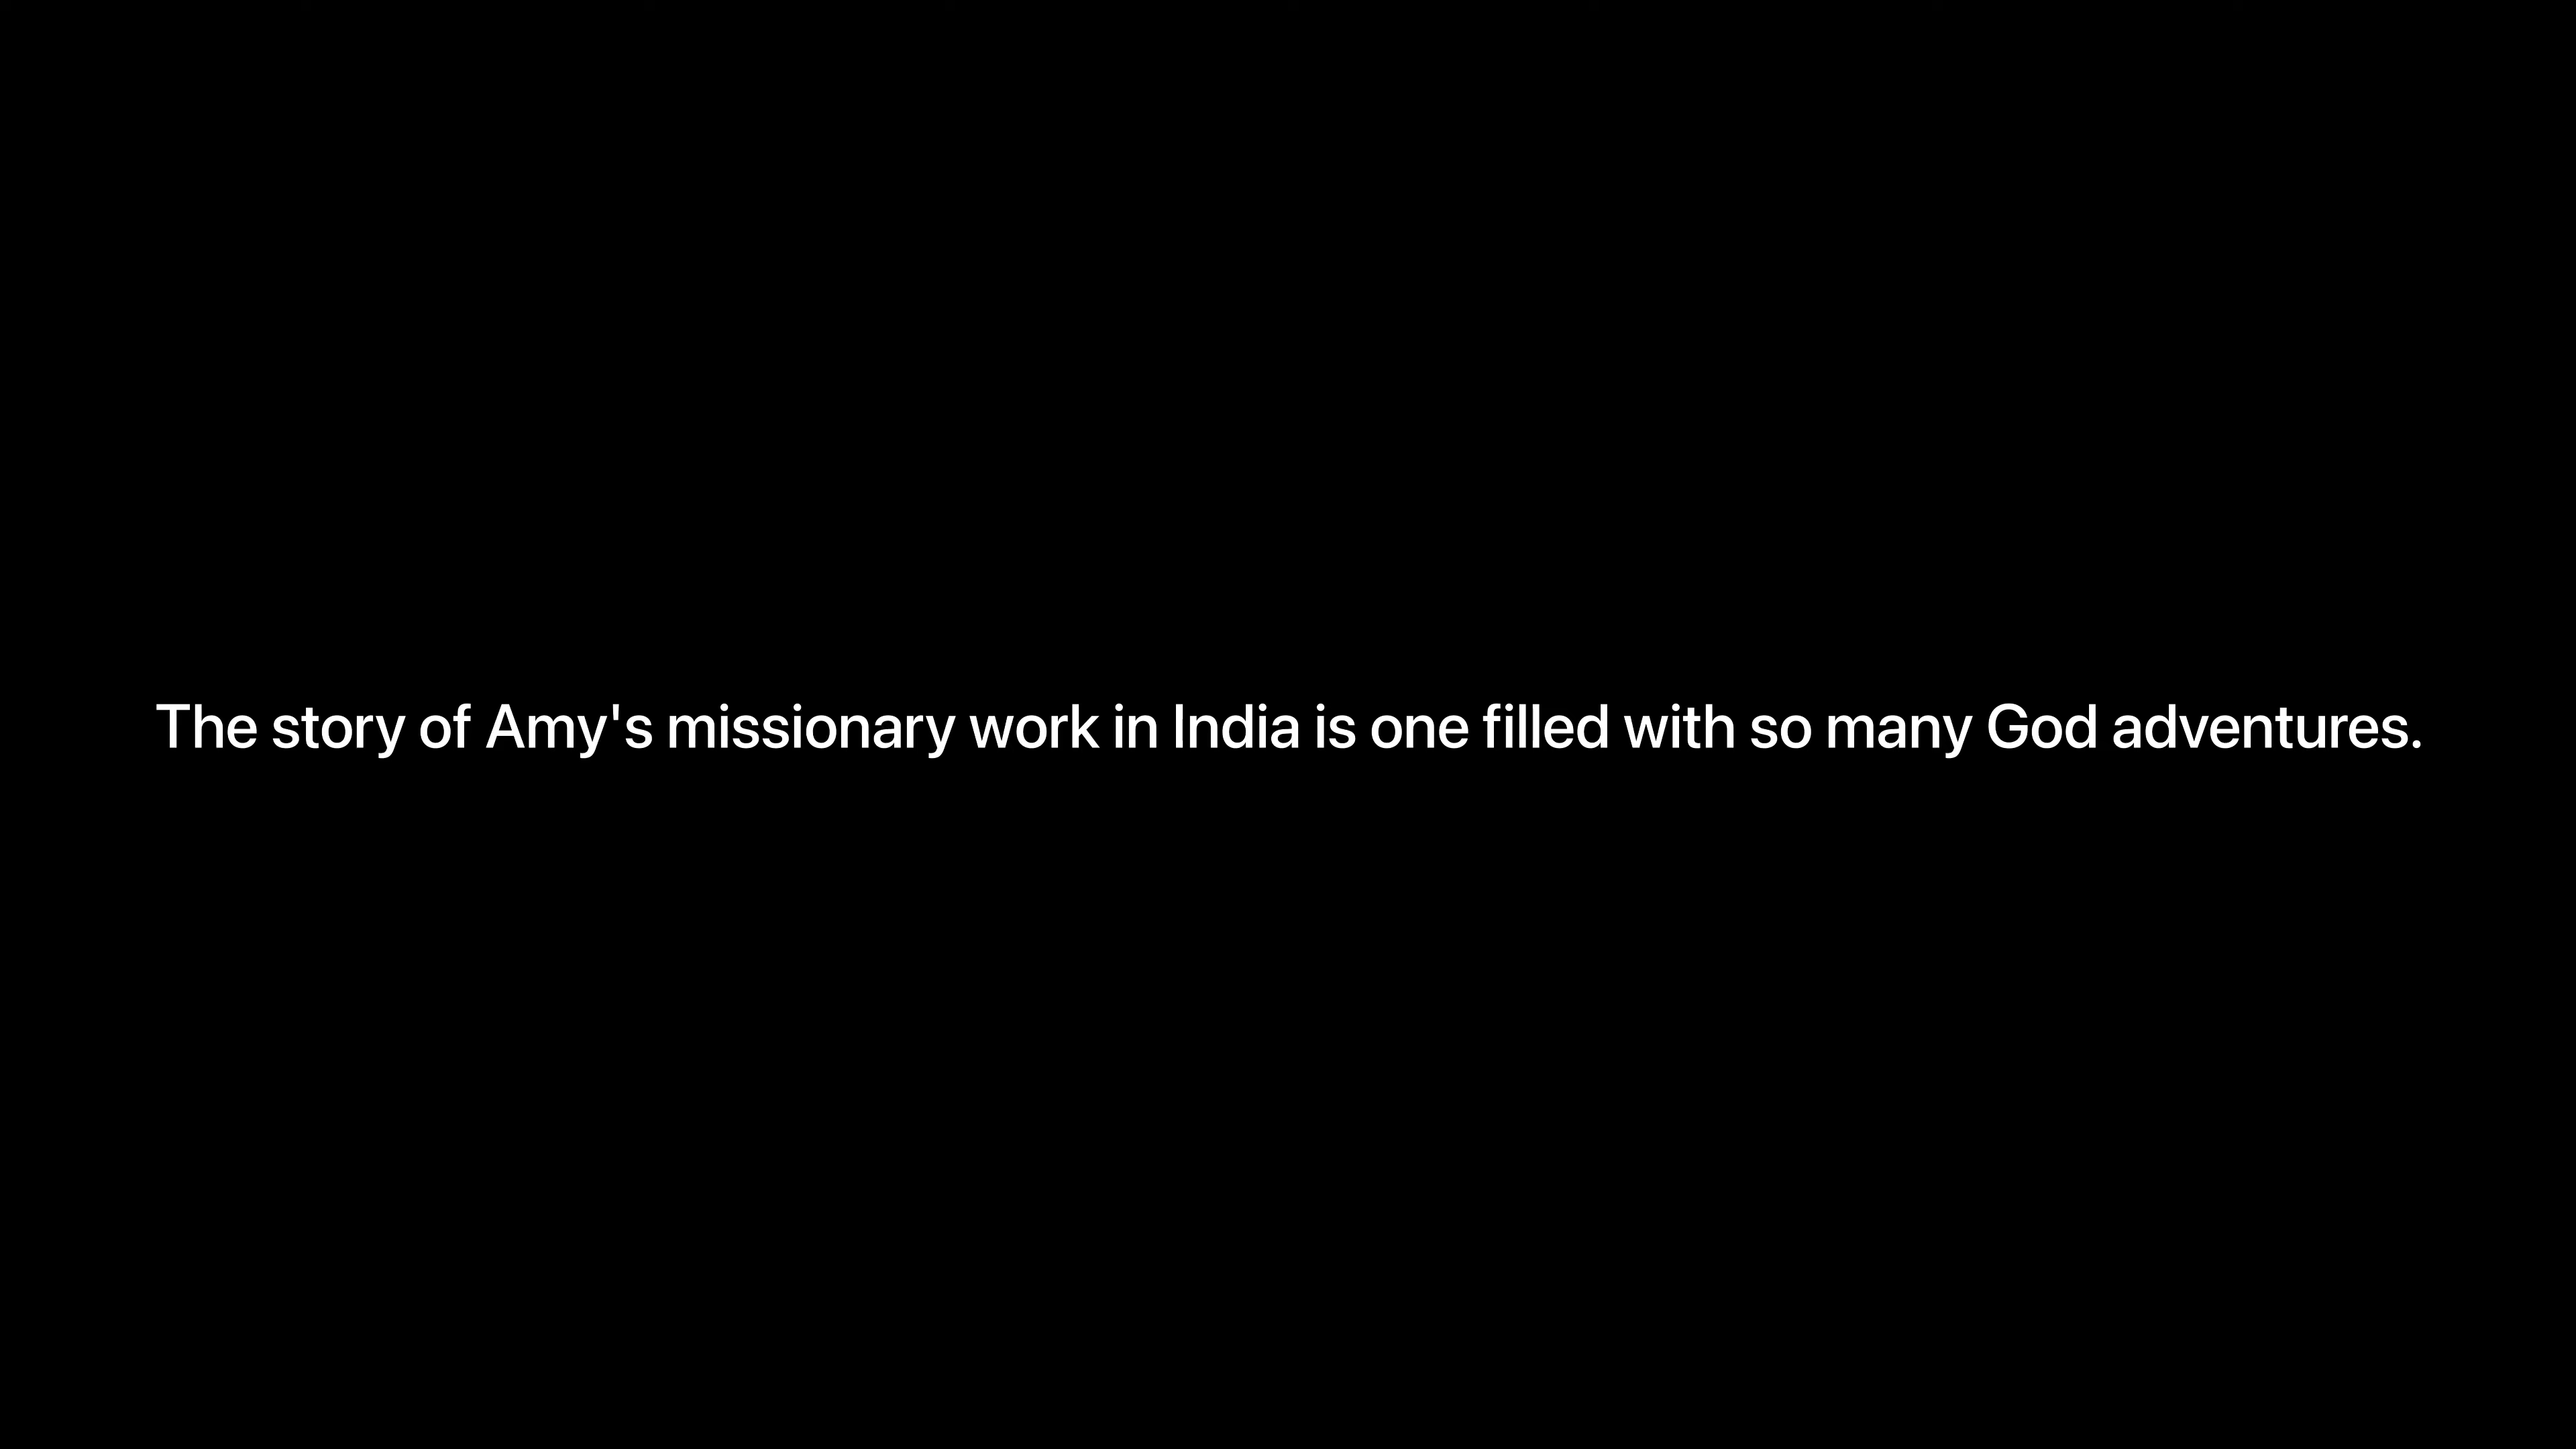 The story of Amy's missionary work in India is one filled with so many God adventures.